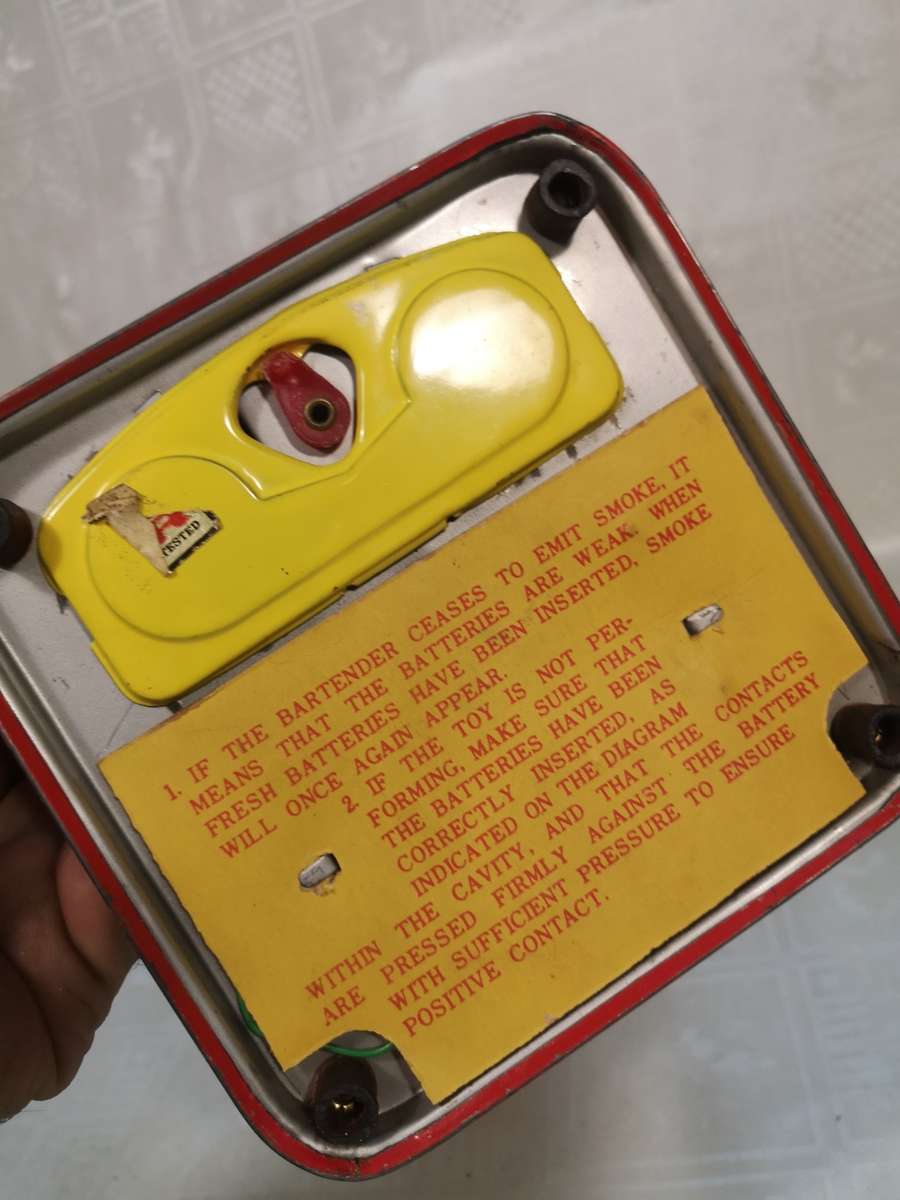 A
TESTED
1. IF THE BARTENDER CEASES TO EMIT SMOKE, IT
MEANS THAT THE BATTERIES ARE WEAK. WHEN
FRESH BATTERIES HAVE BEEN INSERTED, SMOKE
WILL ONCE AGAIN APPEAR.
2. IF THE TOY IS NOT PER-
FORMING, MAKE SURE THAT
THE BATTERIES HAVE BEEN
CORRECTLY INSERTED, AS
INDICATED ON THE DIAGRAM
WITHIN THE CAVITY, AND THAT THE CONTACTS
ARE PRESSED FIRMLY AGAINST THE BATTERY
WITH SUFFICIENT PRESSURE TO ENSURE
POSITIVE CONTACT.